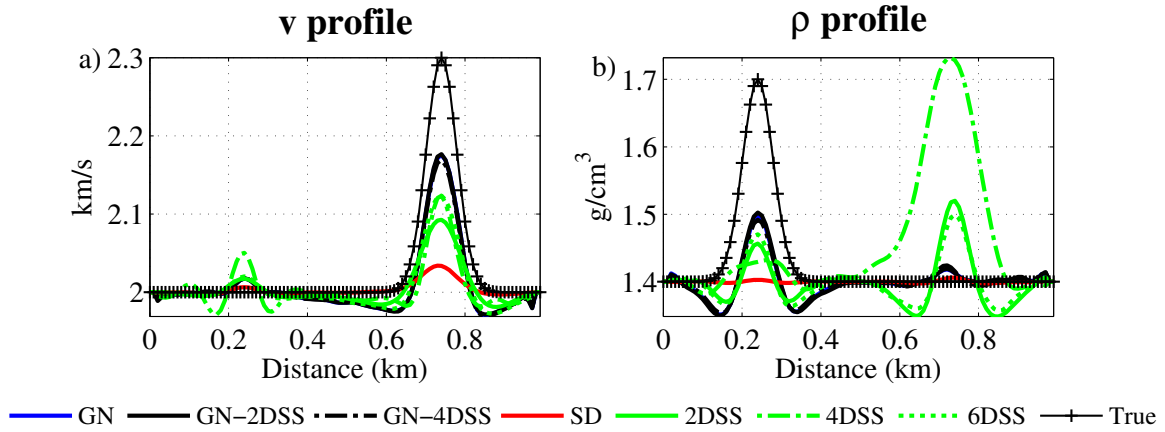 v profile
ρ profile
a)
2.3
2.2
2.1
2
km/s
0
0.2
0.4
0.6
0.8
Distance (km)
b)
1.7
1.6
1.5
1.4
g/cm³
0
0.2
0.4
0.6
0.8
Distance (km)
GN GN−2DSS GN−4DSS SD 2DSS 4DSS 6DSS True